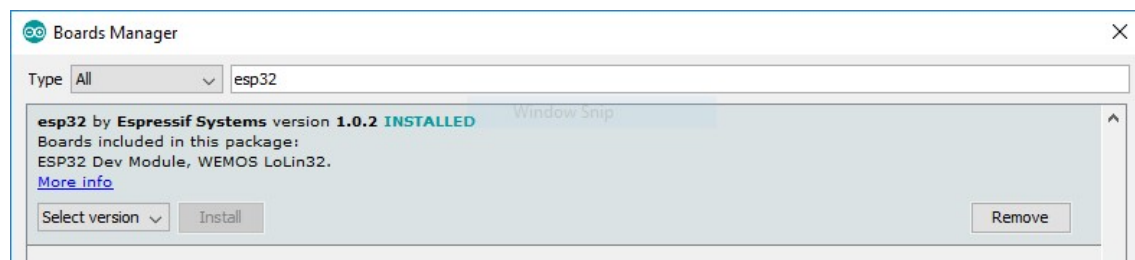 Boards Manager
Type All esp32
Window Snip
esp32 by Espressif Systems version 1.0.2 INSTALLED
Boards included in this package:
ESP32 Dev Module, WEMOS LoLin32.
More info
Select version Install Remove